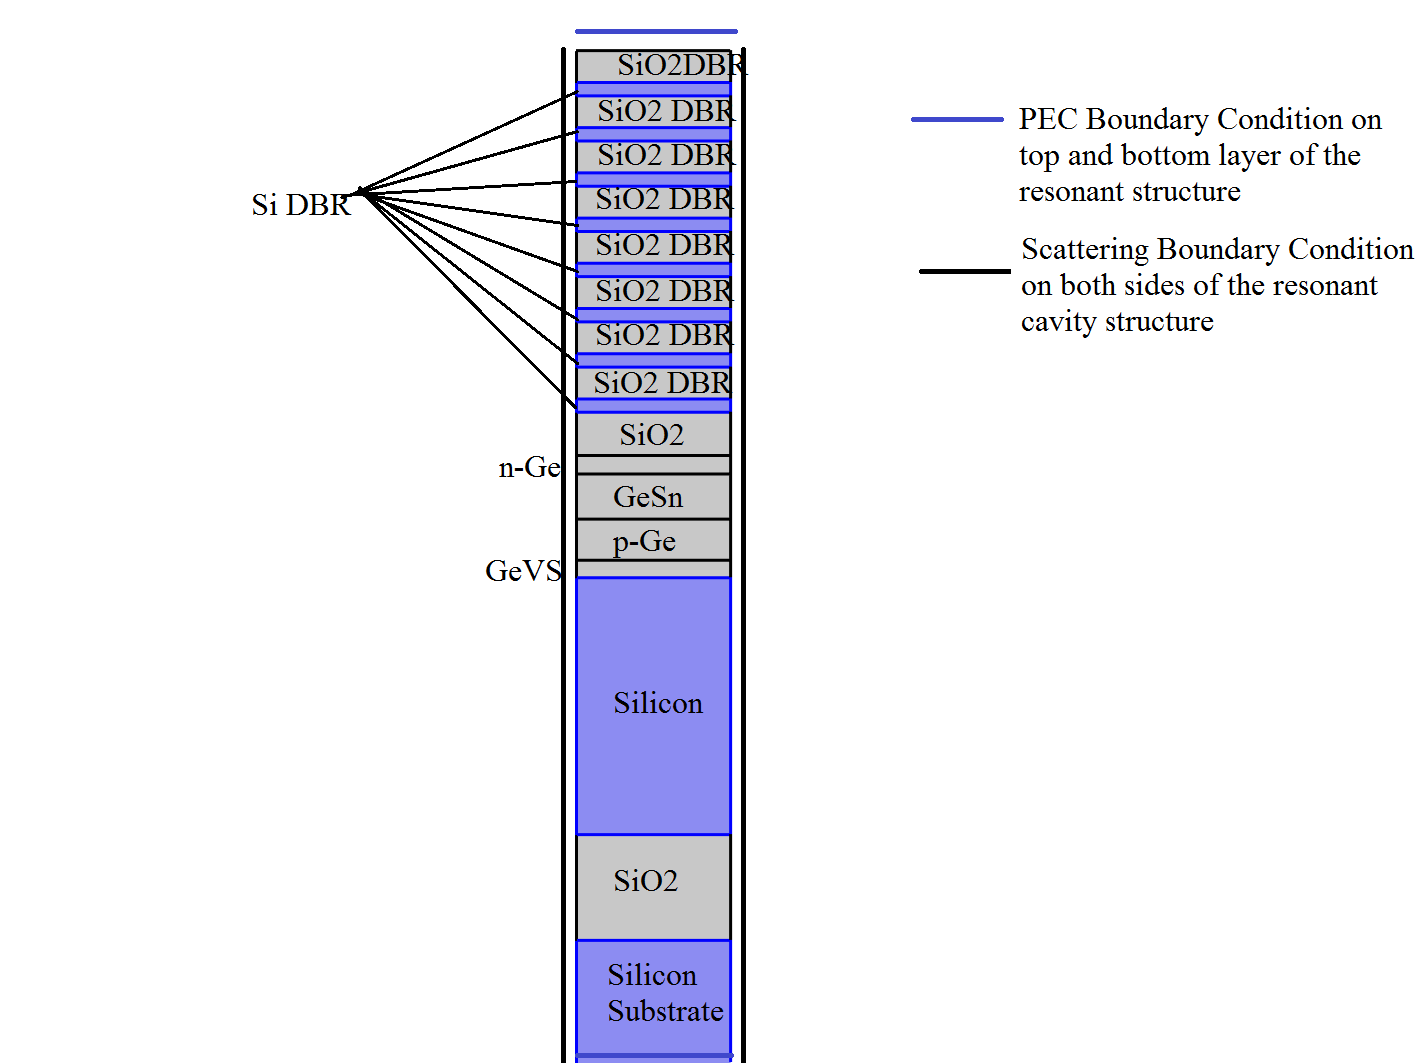 SiO2DBR
SiO2 DBR
SiO2 DBR
SiO2 DBR
SiO2 DBR
SiO2 DBR
SiO2 DBR
SiO2 DBR
Si DBR
SiO2
n-Ge
GeSn
p-Ge
GeVS
Silicon
SiO2
Silicon
Substrate
PEC Boundary Condition on
top and bottom layer of the
resonant structure
Scattering Boundary Condition
on both sides of the resonant
cavity structure